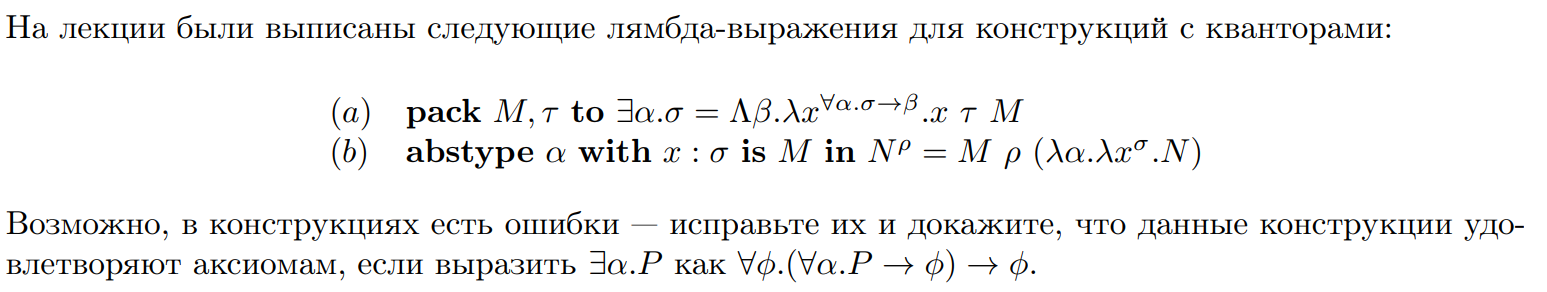 На лекции были выписаны следующие лямбда-выражения для конструкций с кванторами:
(a) pack M, τ to ∃α.σ = Λβ.λx^{∀α.σ→β}.x τ M
(b) abstype α with x : σ is M in N^ρ = M ρ (λα.λx^σ.N)
Возможно, в конструкциях есть ошибки — исправьте их и докажите, что данные конструкции удо-
влетворяют аксиомам, если выразить ∃α.P как ∀φ.(∀α.P → φ) → φ.